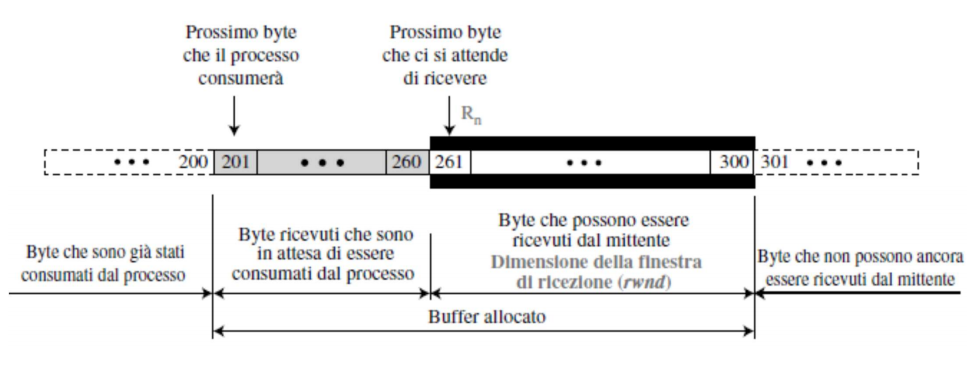 Prossimo byte
che il processo
consumerà
Prossimo byte
che ci si attende
di ricevere
Rn
••• 200 201 ••• 260 261 ••• 300 301 •••
Byte che sono già stati
consumati dal processo
Byte ricevuti che sono
in attesa di essere
consumati dal processo
Byte che possono essere
ricevuti dal mittente
Dimensione della finestra
di ricezione (rwnd)
Byte che non possono ancora
essere ricevuti dal mittente
Buffer allocato